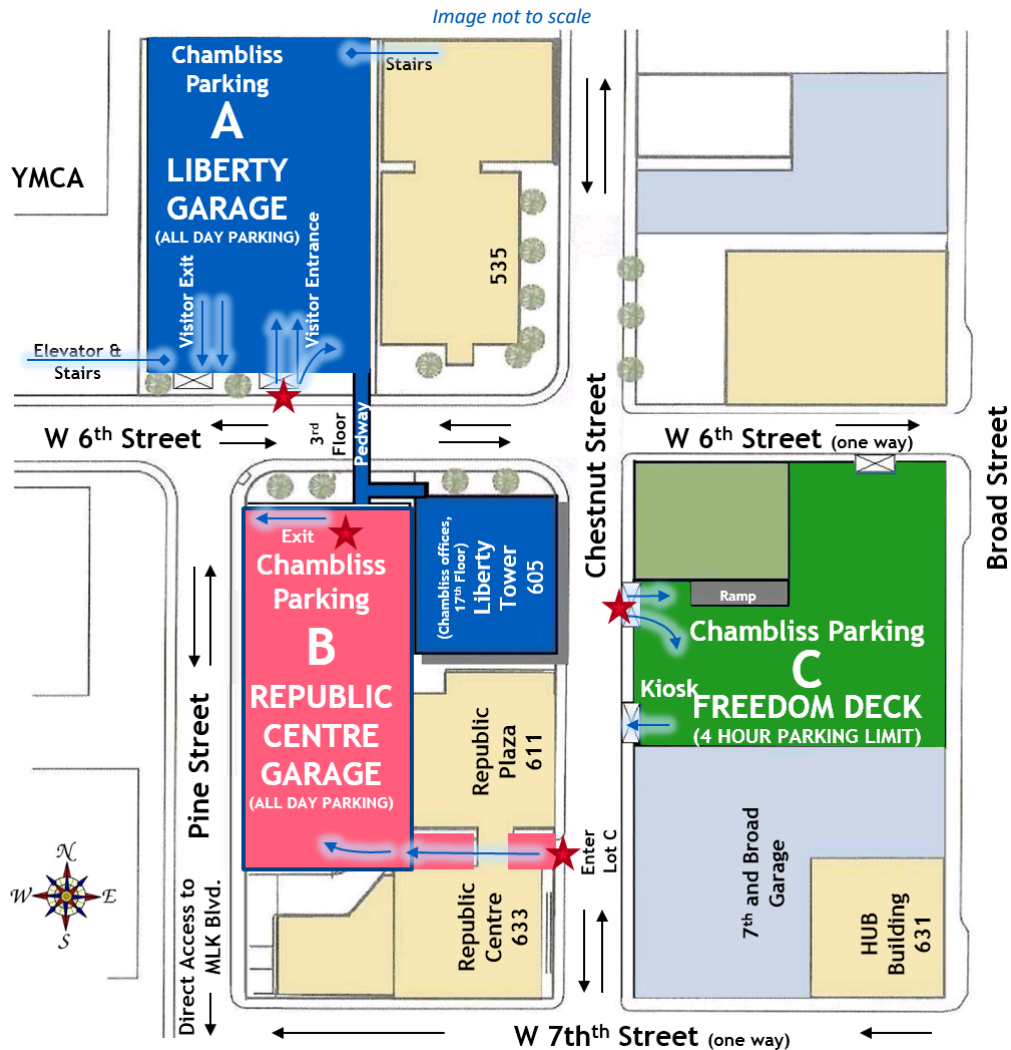 Image not to scale
Chambliss
Parking
A
LIBERTY
GARAGE
(ALL DAY PARKING)
Stairs
YMCA
Visitor Exit
Visitor Entrance
Elevator &
Stairs
535
W 6th Street
3rd
Floor
Pedway
Chestnut Street
W 6th Street (one way)
Broad Street
Exit
Chambliss
Parking
B
REPUBLIC
CENTRE
GARAGE
(ALL DAY PARKING)
(Chambliss offices,
17th Floor)
Liberty
Tower
605
Ramp
Chambliss Parking
C
Kiosk
FREEDOM DECK
(4 HOUR PARKING LIMIT)
Pine Street
Republic
Plaza
611
Enter
Lot C
Republic
Centre
633
7th and Broad
Garage
HUB
Building
631
N
W
E
S
Direct Access to
MLK Blvd.
W 7thth Street (one way)